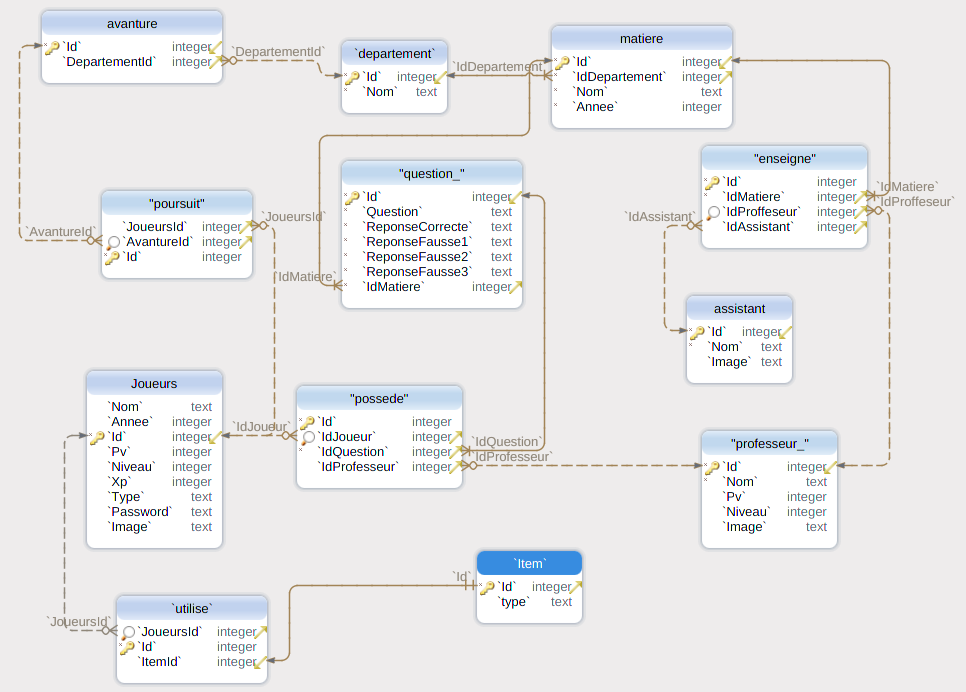 avanture
`Id` integer
`DepartementId` integer
`DepartementId`
`departement`
`Id` integer
`Nom` text
`IdDepartement`
matiere
`Id` integer
`IdDepartement` integer
`Nom` text
`Annee` integer
"question_"
`Id` integer
`Question` text
`ReponseCorrecte` text
`ReponseFausse1` text
`ReponseFausse2` text
`ReponseFausse3` text
`IdMatiere` integer
`IdMatiere`
"enseigne"
`Id` integer
`IdMatiere` integer
`IdProffeseur` integer
`IdAssistant` integer
`IdMatiere`
`IdProffeseur`
`IdAssistant`
"poursuit"
`JoueursId` integer
`AvantureId` integer
`Id` integer
`JoueursId`
`AvantureId`
assistant
`Id` integer
`Nom` text
`Image` text
Joueurs
`Nom` text
`Annee` integer
`Id` integer
`Pv` integer
`Niveau` integer
`Xp` integer
`Type` text
`Password` text
`Image` text
`IdJoueur`
"possede"
`Id` integer
`IdJoueur` integer
`IdQuestion` integer
`IdProfesseur` integer
`IdQuestion`
`IdProfesseur`
"professeur_"
`Id` integer
`Nom` text
`Pv` integer
`Niveau` integer
`Image` text
`Item`
`Id` integer
`type` text
`Id`
`utilise`
`JoueursId` integer
`Id` integer
`ItemId` integer
`JoueursId`